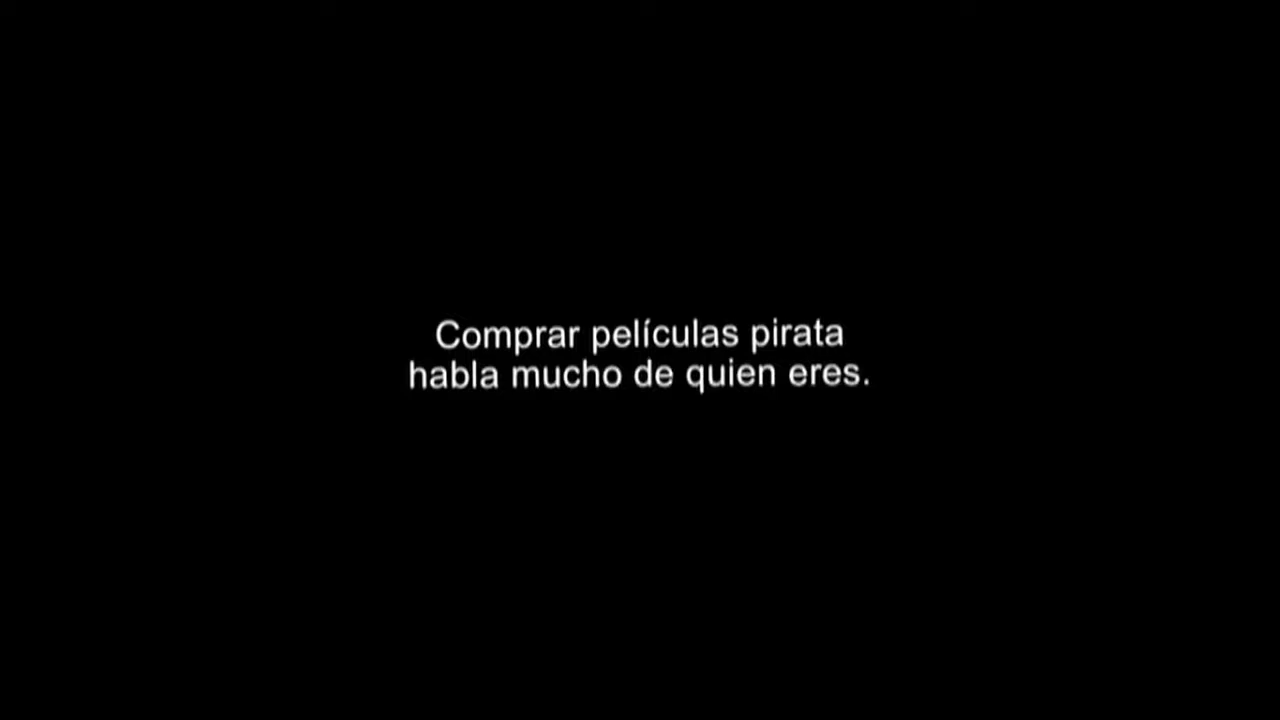 Comprar películas pirata
habla mucho de quien eres.